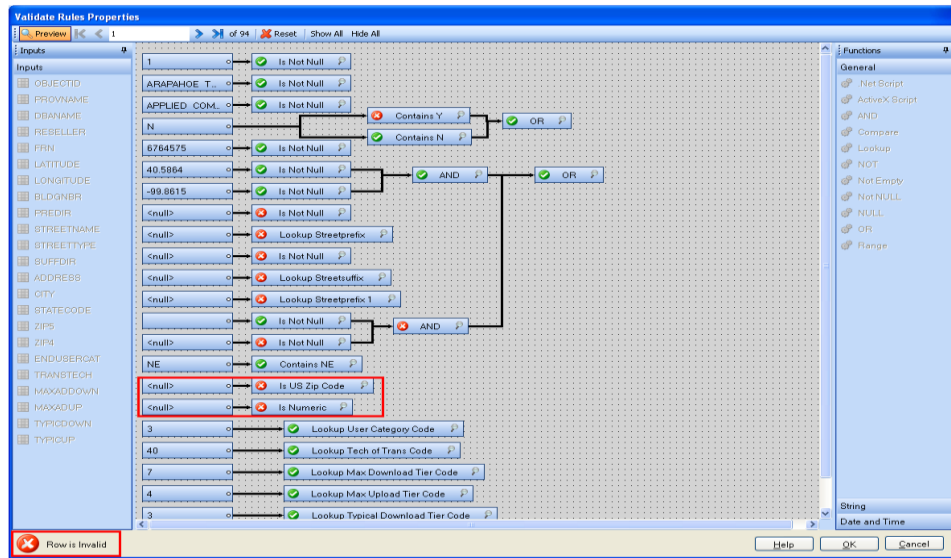 Validate Rules Properties
Preview 1 of 94 Reset Show All Hide All
Inputs
Inputs
OBJECTID
PROVNAME
DBANAME
RESELLER
FRN
LATITUDE
LONGITUDE
BLDGNBR
PREDIR
STREETNAME
STREETTYPE
SUFFDIR
ADDRESS
CITY
STATECODE
ZIP5
ZIP4
ENDUSERCAT
TRANSTECH
MAXADDOWN
MAXADUP
TYPICDOWN
TYPICUP
1 Is Not Null
ARAPAHOE T... Is Not Null
APPLIED COM... Is Not Null
N Contains Y
Contains N
OR
6764575 Is Not Null
40.5864 Is Not Null
AND OR
-99.8615 Is Not Null
<null> Is Not Null
<null> Lookup Streetprefix
<null> Is Not Null
<null> Lookup Streetsuffix
<null> Lookup Streetprefix 1
Is Not Null
AND
<null> Is Not Null
NE Contains NE
<null> Is US Zip Code
<null> Is Numeric
3 Lookup User Category Code
40 Lookup Tech of Trans Code
7 Lookup Max Download Tier Code
4 Lookup Max Upload Tier Code
3 Lookup Typical Download Tier Code
Functions
General
.Net Script
ActiveX Script
AND
Compare
Lookup
NOT
Not Empty
Not NULL
NULL
OR
Range
String
Date and Time
Row is Invalid
Help OK Cancel